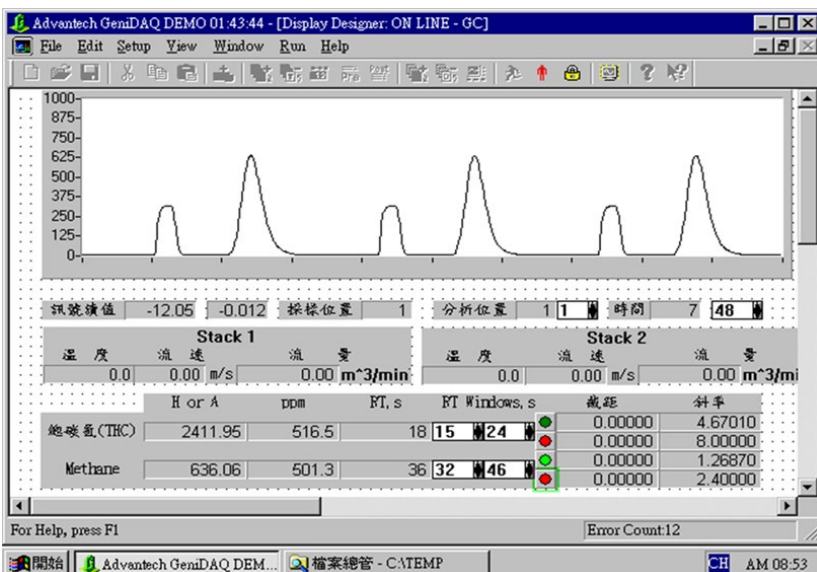 Advantech GeniDAQ DEMO 01:43:44 - [Display Designer: ON LINE - GC]
File Edit Setup View Window Run Help
1000
875
750
625
500
375
250
125
0
訊號讀值 -12.05 -0.012 採樣位置 1 分析位置 1 1 時間 7 48
Stack 1 Stack 2
溫 度 流 速 流 量 溫 度 流 速 流 量
0.0 0.00 m/s 0.00 m^3/min 0.0 0.00 m/s 0.00 m^3/mi
H or A ppm RT, s RT Windows, s 截距 斜率
總碳氫(THC) 2411.95 516.5 18 15 24 0.00000 4.67010
0.00000 8.00000
Methane 636.06 501.3 36 32 46 0.00000 1.26870
0.00000 2.40000
For Help, press F1 Error Count:12
開始 Advantech GeniDAQ DEM... 檔案總管 - C:\TEMP CH AM 08:53